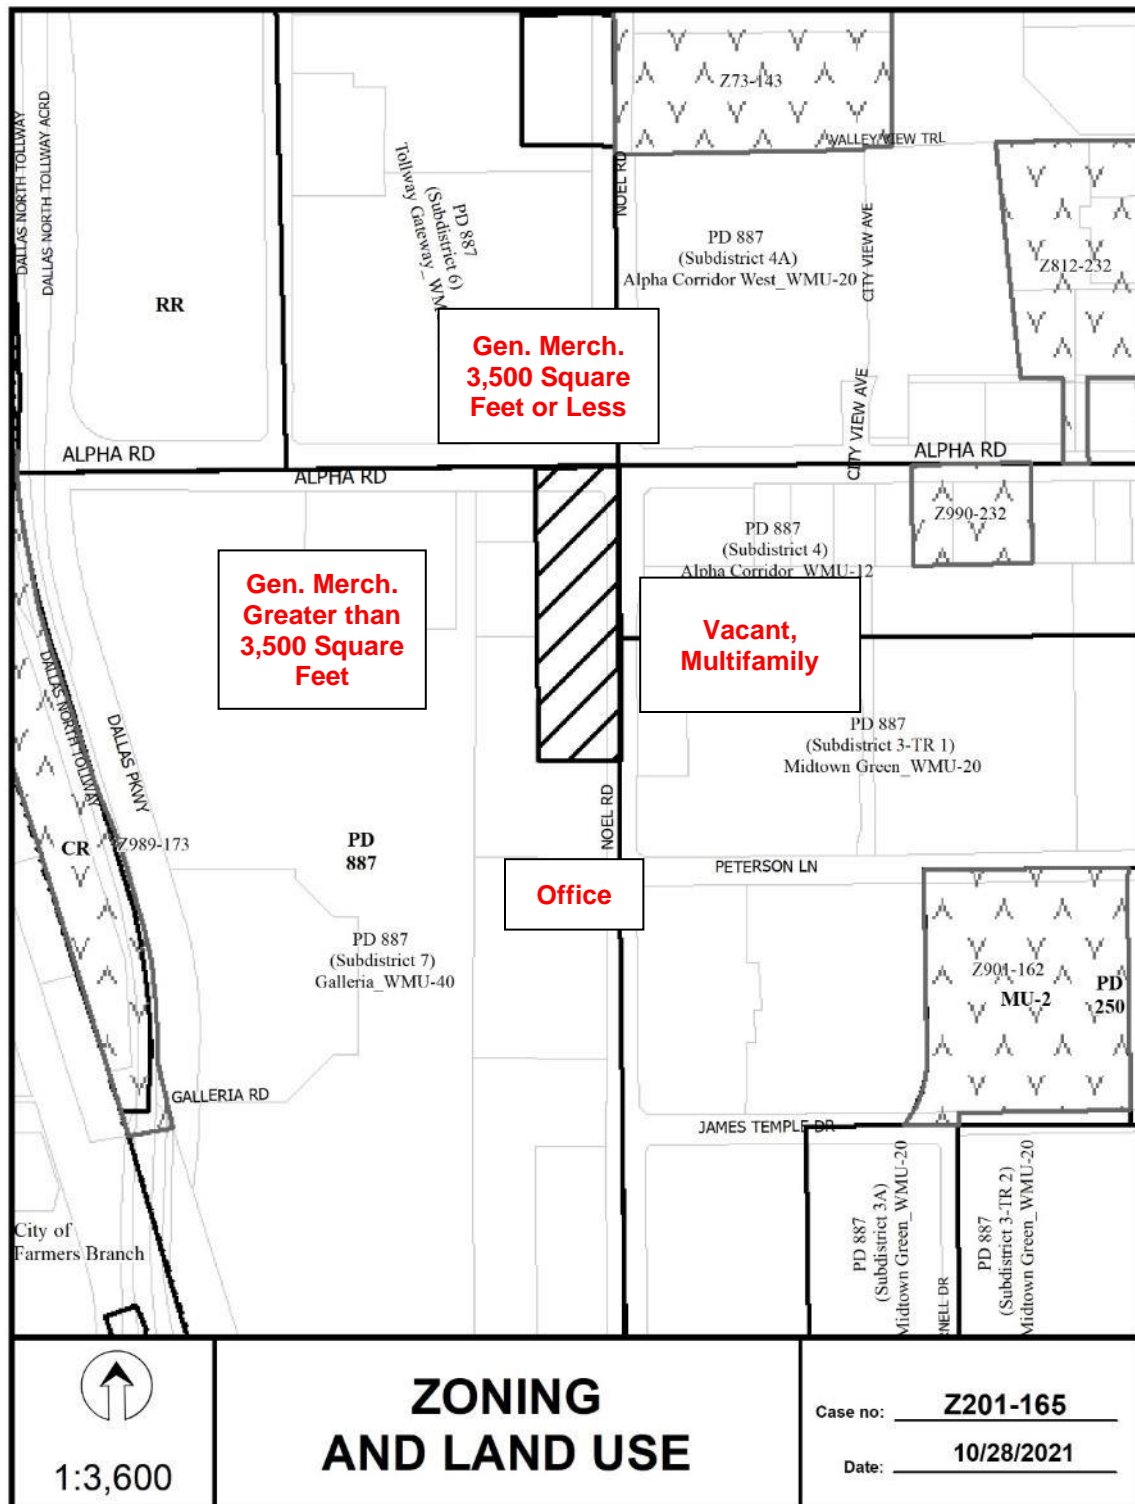 Z73-143
VALLEY VIEW TRL
DALLAS NORTH TOLLWAY
DALLAS NORTH TOLLWAY ACRD
NOEL RD
PD 887
(Subdistrict 6)
Tollway Gateway_WM
PD 887
(Subdistrict 4A)
Alpha Corridor West_WMU-20
CITY VIEW AVE
Z812-232
RR
Gen. Merch.
3,500 Square
Feet or Less
CITY VIEW AVE
ALPHA RD
ALPHA RD
ALPHA RD
Z990-232
PD 887
(Subdistrict 4)
Alpha Corridor_WMU-12
Gen. Merch.
Greater than
3,500 Square
Feet
Vacant,
Multifamily
DALLAS NORTH TOLLWAY
DALLAS PKWY
PD 887
(Subdistrict 3-TR 1)
Midtown Green_WMU-20
NOEL RD
CR
Z989-173
PD
887
PETERSON LN
Office
PD 887
(Subdistrict 7)
Galleria_WMU-40
Z901-162
MU-2
PD
250
GALLERIA RD
JAMES TEMPLE DR
PD 887
(Subdistrict 3A)
Midtown Green_WMU-20
NELL DR
PD 887
(Subdistrict 3-TR 2)
Midtown Green_WMU-20
City of
Farmers Branch
1:3,600
ZONING
AND LAND USE
Case no: Z201-165
Date: 10/28/2021